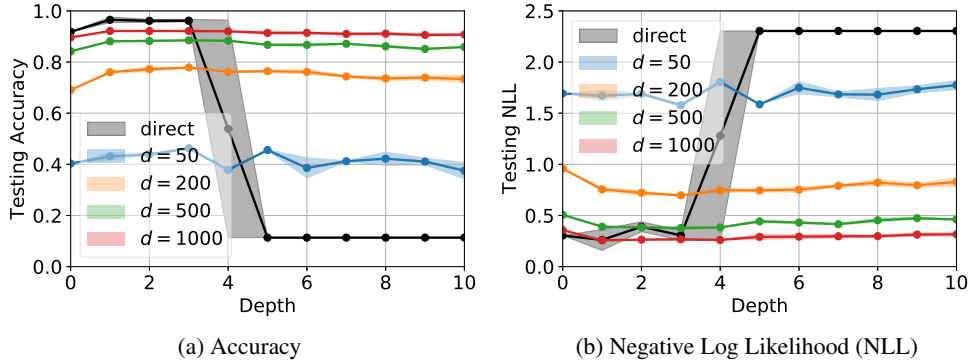 Testing Accuracy
1.0
0.8
0.6
0.4
0.2
0.0
direct
d = 50
d = 200
d = 500
d = 1000
0 2 4 6 8 10
Depth
(a) Accuracy
Testing NLL
2.5
2.0
1.5
1.0
0.5
0.0
direct
d = 50
d = 200
d = 500
d = 1000
0 2 4 6 8 10
Depth
(b) Negative Log Likelihood (NLL)